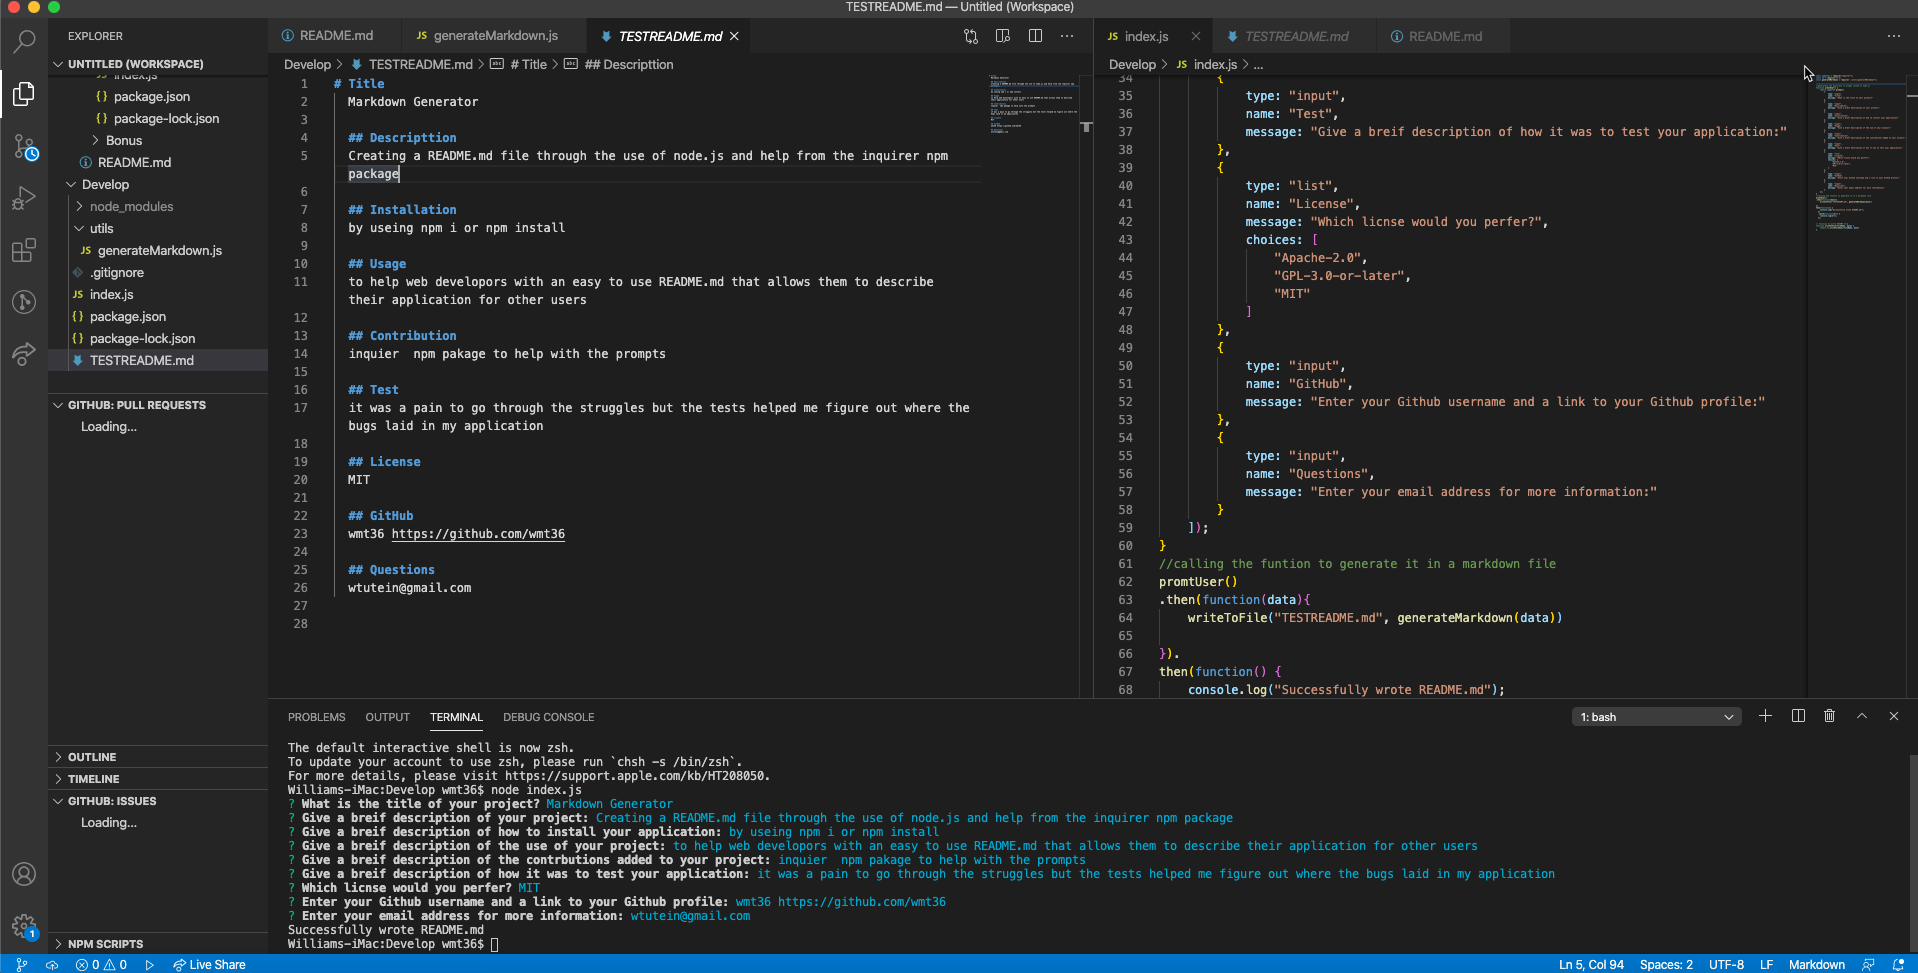 TESTREADME.md — Untitled (Workspace)
EXPLORER
UNTITLED (WORKSPACE)
index.js
package.json
package-lock.json
Bonus
README.md
Develop
node_modules
utils
generateMarkdown.js
.gitignore
index.js
package.json
package-lock.json
TESTREADME.md
GITHUB: PULL REQUESTS
Loading...
OUTLINE
TIMELINE
GITHUB: ISSUES
Loading...
NPM SCRIPTS
README.md
JS generateMarkdown.js
TESTREADME.md
Develop > TESTREADME.md > # Title > ## Descripttion
1 # Title
2 Markdown Generator
3
4 ## Descripttion
5 Creating a README.md file through the use of node.js and help from the inquirer npm
package
6
7 ## Installation
8 by useing npm i or npm install
9
10 ## Usage
11 to help web developors with an easy to use README.md that allows them to describe
their application for other users
12
13 ## Contribution
14 inquier  npm pakage to help with the prompts
15
16 ## Test
17 it was a pain to go through the struggles but the tests helped me figure out where the
bugs laid in my application
18
19 ## License
20 MIT
21
22 ## GitHub
23 wmt36 https://github.com/wmt36
24
25 ## Questions
26 wtutein@gmail.com
27
28
JS index.js
TESTREADME.md
README.md
Develop > JS index.js > ...
34 {
35 type: "input",
36 name: "Test",
37 message: "Give a breif description of how it was to test your application:"
38 },
39 {
40 type: "list",
41 name: "License",
42 message: "Which licnse would you perfer?",
43 choices: [
44 "Apache-2.0",
45 "GPL-3.0-or-later",
46 "MIT"
47 ]
48 },
49 {
50 type: "input",
51 name: "GitHub",
52 message: "Enter your Github username and a link to your Github profile:"
53 },
54 {
55 type: "input",
56 name: "Questions",
57 message: "Enter your email address for more information:"
58 }
59 ]);
60 }
61 //calling the funtion to generate it in a markdown file
62 promtUser()
63 .then(function(data){
64 writeToFile("TESTREADME.md", generateMarkdown(data))
65
66 }).
67 then(function() {
68 console.log("Successfully wrote README.md");
PROBLEMS OUTPUT TERMINAL DEBUG CONSOLE
1: bash
The default interactive shell is now zsh.
To update your account to use zsh, please run `chsh -s /bin/zsh`.
For more details, please visit https://support.apple.com/kb/HT208050.
Williams-iMac:Develop wmt36$ node index.js
? What is the title of your project? Markdown Generator
? Give a breif description of your project: Creating a README.md file through the use of node.js and help from the inquirer npm package
? Give a breif description of how to install your application: by useing npm i or npm install
? Give a breif description of the use of your project: to help web developors with an easy to use README.md that allows them to describe their application for other users
? Give a breif description of the contrbutions added to your project: inquier  npm pakage to help with the prompts
? Give a breif description of how it was to test your application: it was a pain to go through the struggles but the tests helped me figure out where the bugs laid in my application
? Which licnse would you perfer? MIT
? Enter your Github username and a link to your Github profile: wmt36 https://github.com/wmt36
? Enter your email address for more information: wtutein@gmail.com
Successfully wrote README.md
Williams-iMac:Develop wmt36$
1
0 0 Live Share
Ln 5, Col 94 Spaces: 2 UTF-8 LF Markdown